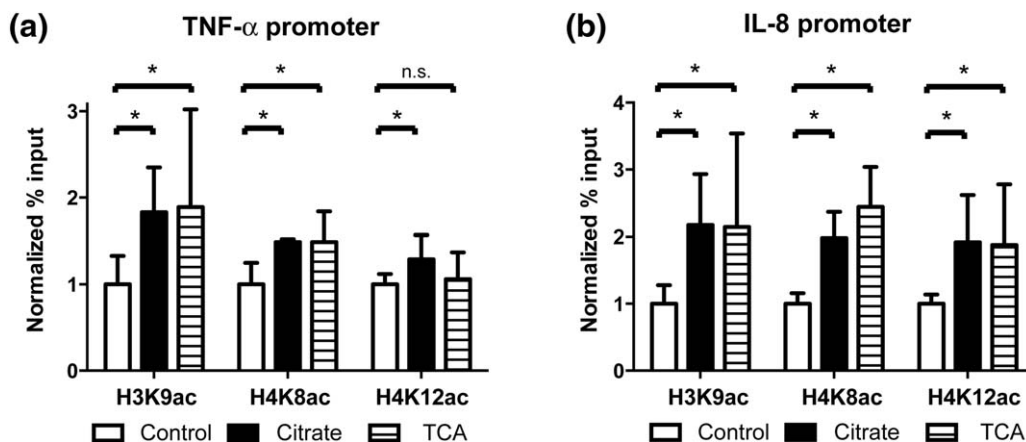 (a)
TNF-α promoter
* * n.s.
* * *
Normalized % input
3
2
1
0
H3K9ac H4K8ac H4K12ac
Control Citrate TCA
(b)
IL-8 promoter
* * *
* * *
Normalized % input
4
3
2
1
0
H3K9ac H4K8ac H4K12ac
Control Citrate TCA